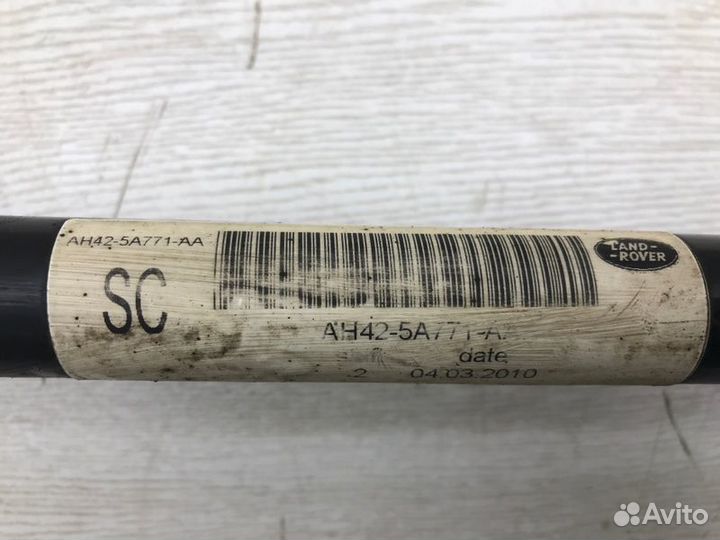 AH42-5A771-AA
SC
LAND-
-ROVER
AH42-5A771-A
date
2 04.03.2010
Avito